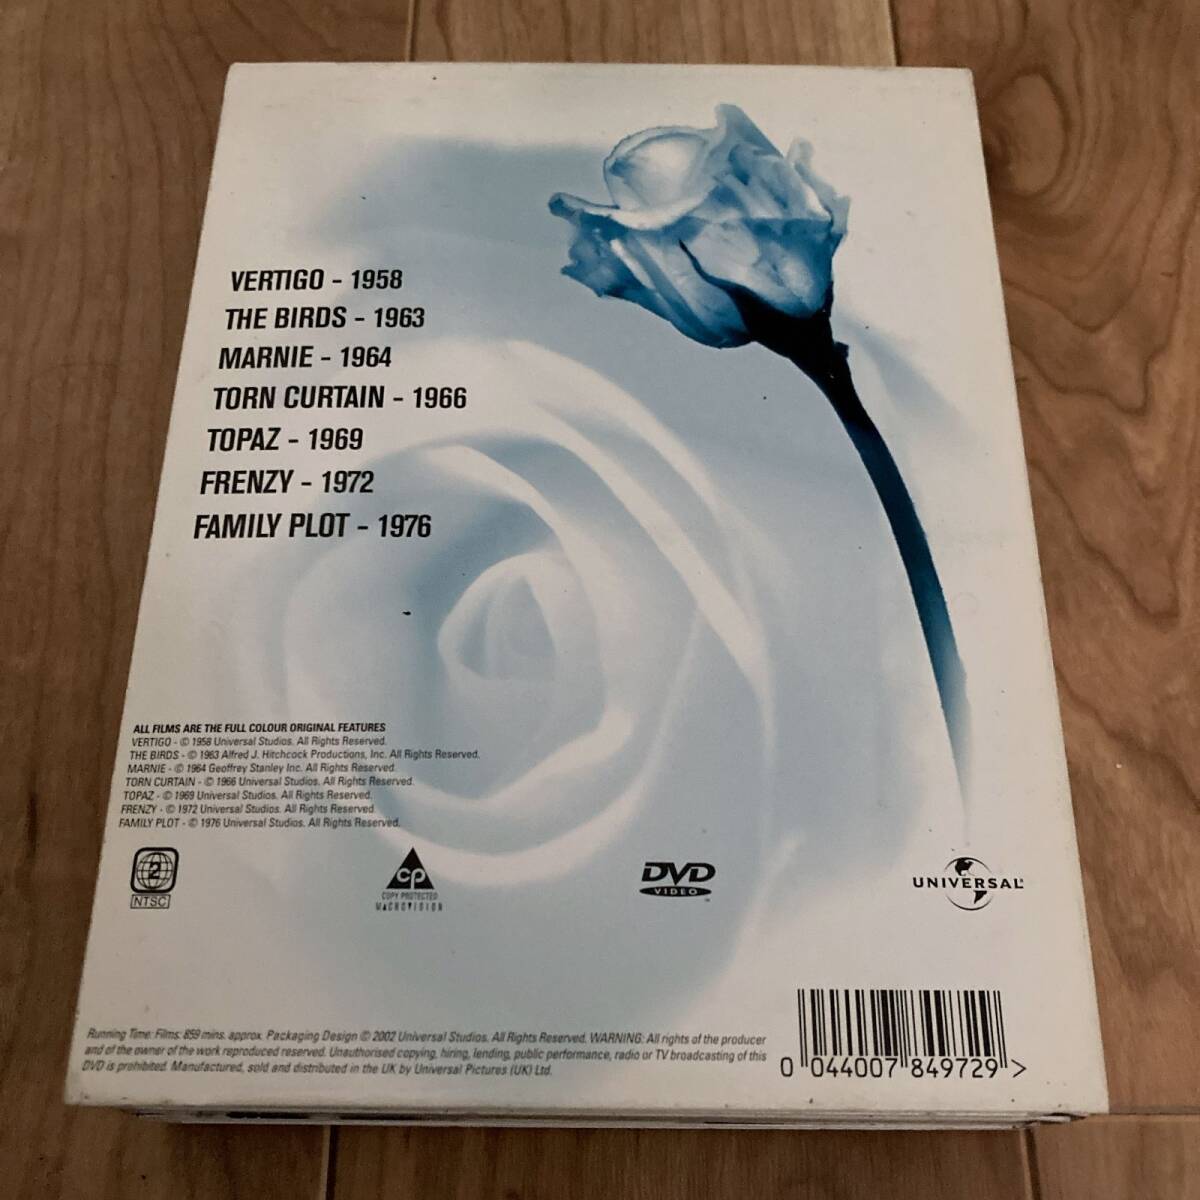 VERTIGO - 1958
THE BIRDS - 1963
MARNIE - 1964
TORN CURTAIN - 1966
TOPAZ - 1969
FRENZY - 1972
FAMILY PLOT - 1976
ALL FILMS ARE THE FULL COLOUR ORIGINAL FEATURES
VERTIGO - © 1958 Universal Studios. All Rights Reserved.
THE BIRDS - © 1963 Alfred J. Hitchcock Productions, Inc. All Rights Reserved.
MARNIE - © 1964 Geoffrey Stanley Inc. All Rights Reserved.
TORN CURTAIN - © 1966 Universal Studios. All Rights Reserved.
TOPAZ - © 1969 Universal Studios. All Rights Reserved.
FRENZY - © 1972 Universal Studios. All Rights Reserved.
FAMILY PLOT - © 1976 Universal Studios. All Rights Reserved.
2
NTSC
CP
COPY PROTECTED
MACROVISION
DVD
VIDEO
UNIVERSAL
Running Time: Films: 859 mins. approx. Packaging Design © 2002 Universal Studios. All Rights Reserved. WARNING: All rights of the producer
and of the owner of the work reproduced reserved. Unauthorised copying, hiring, lending, public performance, radio or TV broadcasting of this
DVD is prohibited. Manufactured, sold and distributed in the UK by Universal Pictures (UK) Ltd.
0 044007 849729 >